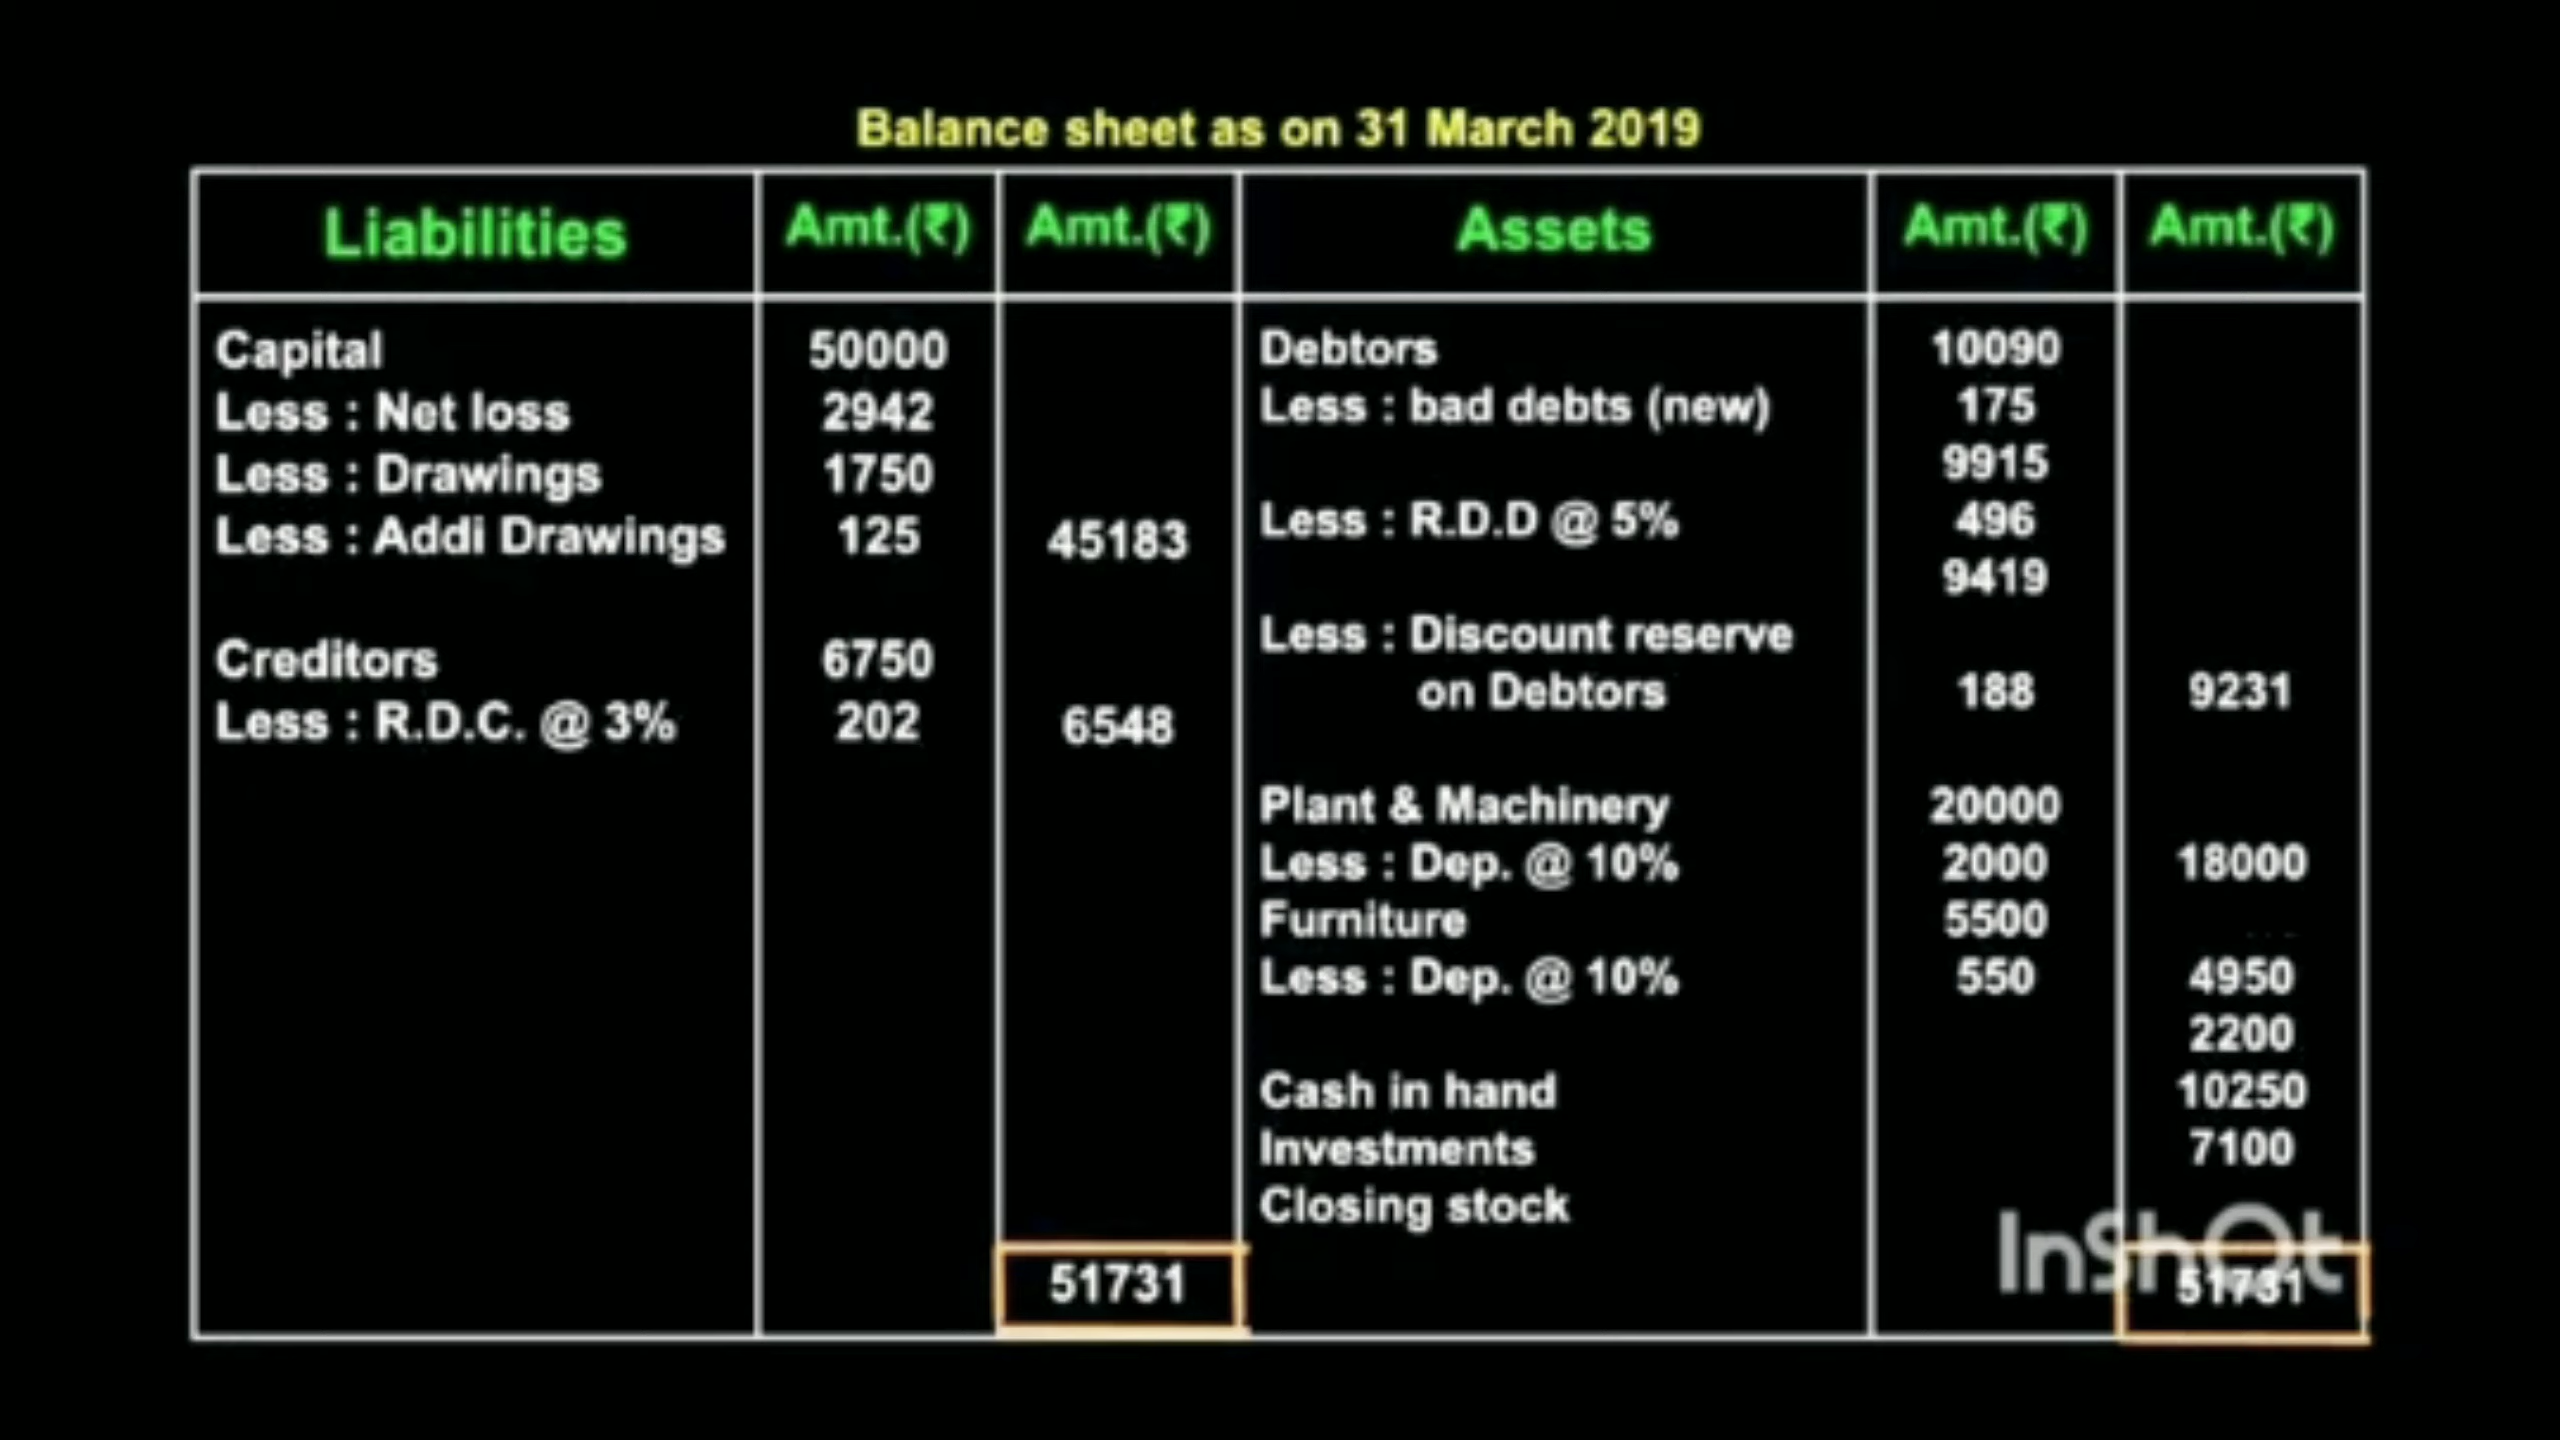 Balance sheet as on 31 March 2019
Liabilities Amt.(₹) Amt.(₹) Assets Amt.(₹) Amt.(₹)
Capital 50000
Less : Net loss 2942
Less : Drawings 1750
Less : Addi Drawings 125 45183
Creditors 6750
Less : R.D.C. @ 3% 202 6548
51731
Debtors 10090
Less : bad debts (new) 175
9915
Less : R.D.D @ 5% 496
9419
Less : Discount reserve
on Debtors 188 9231
Plant & Machinery 20000
Less : Dep. @ 10% 2000 18000
Furniture 5500
Less : Dep. @ 10% 550 4950
2200
Cash in hand 10250
Investments 7100
Closing stock
InShOt
51731